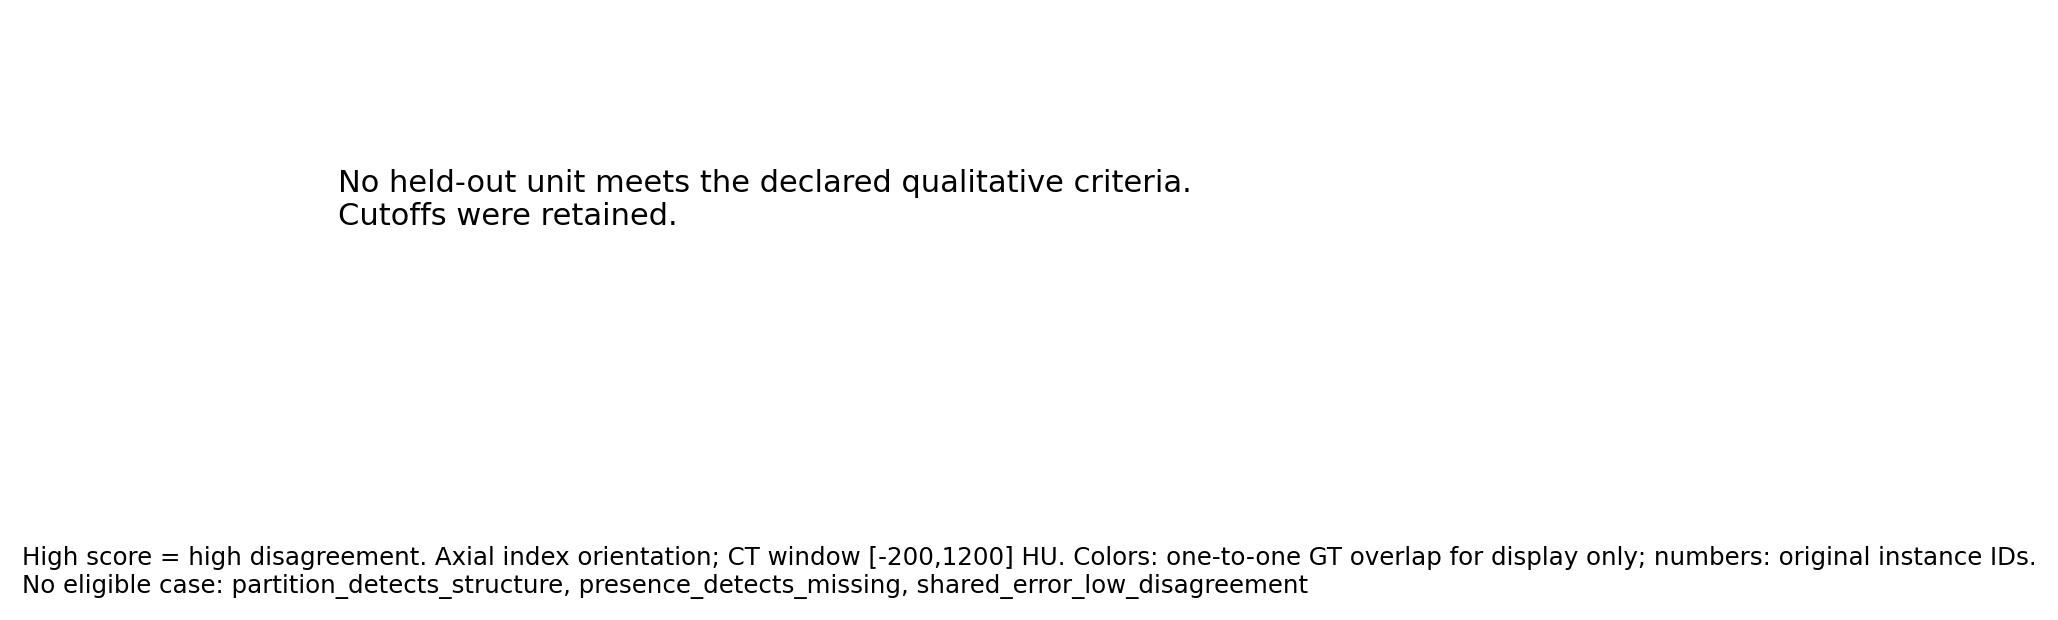 No held-out unit meets the declared qualitative criteria.
Cutoffs were retained.
High score = high disagreement. Axial index orientation; CT window [-200,1200] HU. Colors: one-to-one GT overlap for display only; numbers: original instance IDs.
No eligible case: partition_detects_structure, presence_detects_missing, shared_error_low_disagreement